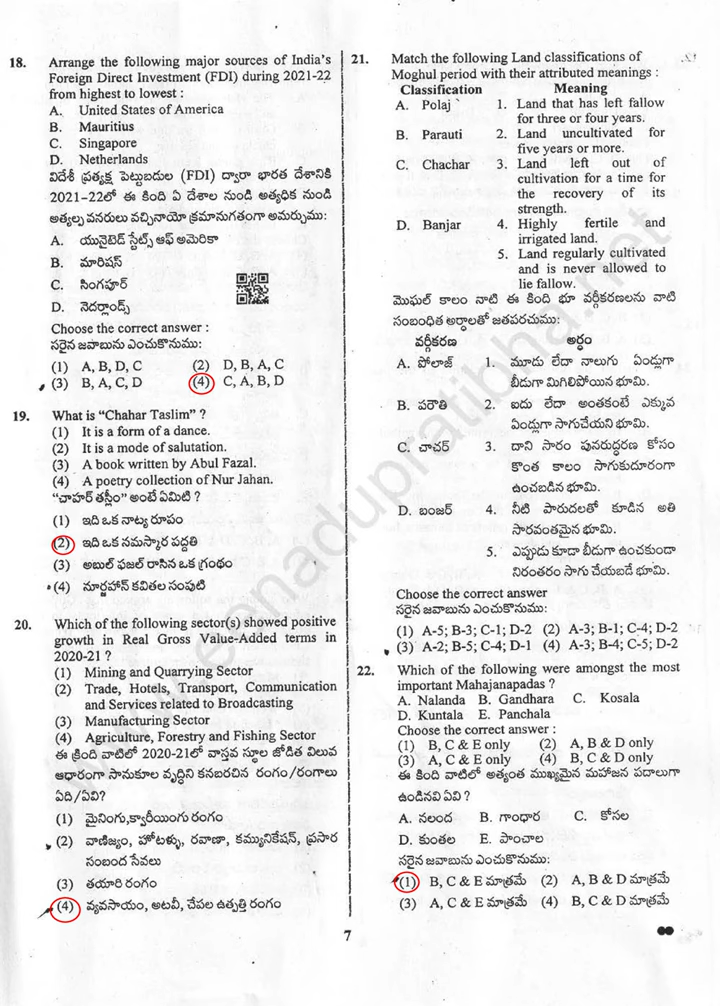 18. Arrange the following major sources of India's
Foreign Direct Investment (FDI) during 2021-22
from highest to lowest :
A. United States of America
B. Mauritius
C. Singapore
D. Netherlands
విదేశీ ప్రత్యక్ష పెట్టుబడుల (FDI) ద్వారా భారత దేశానికి
2021-22లో ఈ కింది ఏ దేశాల నుండి అత్యధిక నుండి
అత్యల్ప వనరులు వచ్చినాయో క్రమానుగతంగా అమర్చుము:
A. యునైటెడ్ స్టేట్స్ ఆఫ్ అమెరికా
B. మారిషస్
C. సింగపూర్
D. నెదర్లాండ్స్
Choose the correct answer :
సరైన జవాబును ఎంచుకొనుము:
(1) A, B, D, C (2) D, B, A, C
(3) B, A, C, D (4) C, A, B, D
19. What is "Chahar Taslim" ?
(1) It is a form of a dance.
(2) It is a mode of salutation.
(3) A book written by Abul Fazal.
(4) A poetry collection of Nur Jahan.
"చాహర్ తస్లీం" అంటే ఏమిటి ?
(1) ఇది ఒక నాట్య రూపం
(2) ఇది ఒక నమస్కార పద్ధతి
(3) అబుల్ ఫజల్ రాసిన ఒక గ్రంథం
(4) నూర్జహాన్ కవితల సంపుటి
20. Which of the following sector(s) showed positive
growth in Real Gross Value-Added terms in
2020-21 ?
(1) Mining and Quarrying Sector
(2) Trade, Hotels, Transport, Communication
and Services related to Broadcasting
(3) Manufacturing Sector
(4) Agriculture, Forestry and Fishing Sector
ఈ క్రింది వాటిలో 2020-21లో వాస్తవ స్థూల జోడిత విలువ
ఆధారంగా సానుకూల వృద్ధిని కనబరచిన రంగం/రంగాలు
ఏది/ఏవి?
(1) మైనింగు,క్వారీయింగు రంగం
(2) వాణిజ్యం, హోటళ్ళు, రవాణా, కమ్యునికేషన్, ప్రసార
సంబంద సేవలు
(3) తయారి రంగం
(4) వ్యవసాయం, అటవీ, చేపల ఉత్పత్తి రంగం
21. Match the following Land classifications of
Moghul period with their attributed meanings :
Classification Meaning
A. Polaj 1. Land that has left fallow
for three or four years.
B. Parauti 2. Land uncultivated for
five years or more.
C. Chachar 3. Land left out of
cultivation for a time for
the recovery of its
strength.
D. Banjar 4. Highly fertile and
irrigated land.
5. Land regularly cultivated
and is never allowed to
lie fallow.
మొఘల్ కాలం నాటి ఈ కింది భూ వర్గీకరణలను వాటి
సంబంధిత అర్థాలతో జతపరచుము:
వర్గీకరణ అర్థం
A. పోలాజ్ 1. మూడు లేదా నాలుగు ఏండ్లుగా
బీడుగా మిగిలిపోయిన భూమి.
B. పరౌతి 2. ఐదు లేదా అంతకంటే ఎక్కువ
ఏండ్లుగా సాగుచేయని భూమి.
C. చాచర్ 3. దాని సారం పునరుద్ధరణ కోసం
కొంత కాలం సాగుకుదూరంగా
ఉంచబడిన భూమి.
D. బంజర్ 4. నీటి పారుదలతో కూడిన అతి
సారవంతమైన భూమి.
5. ఎప్పుడు కూడా బీడుగా ఉంచకుండా
నిరంతరం సాగు చేయబడే భూమి.
Choose the correct answer
సరైన జవాబును ఎంచుకొనుము:
(1) A-5; B-3; C-1; D-2 (2) A-3; B-1; C-4; D-2
(3) A-2; B-5; C-4; D-1 (4) A-3; B-4; C-5; D-2
22. Which of the following were amongst the most
important Mahajanapadas ?
A. Nalanda B. Gandhara C. Kosala
D. Kuntala E. Panchala
Choose the correct answer :
(1) B, C & E only (2) A, B & D only
(3) A, C & E only (4) B, C & D only
ఈ కింది వాటిలో అత్యంత ముఖ్యమైన మహాజన పదాలుగా
ఉండినవి ఏవి ?
A. నలంద B. గాంధార C. కోసల
D. కుంతల E. పాంచాల
సరైన జవాబును ఎంచుకొనుము:
(1) B, C & E మాత్రమే (2) A, B & D మాత్రమే
(3) A, C & E మాత్రమే (4) B, C & D మాత్రమే
7
www.eenadupratibha.net